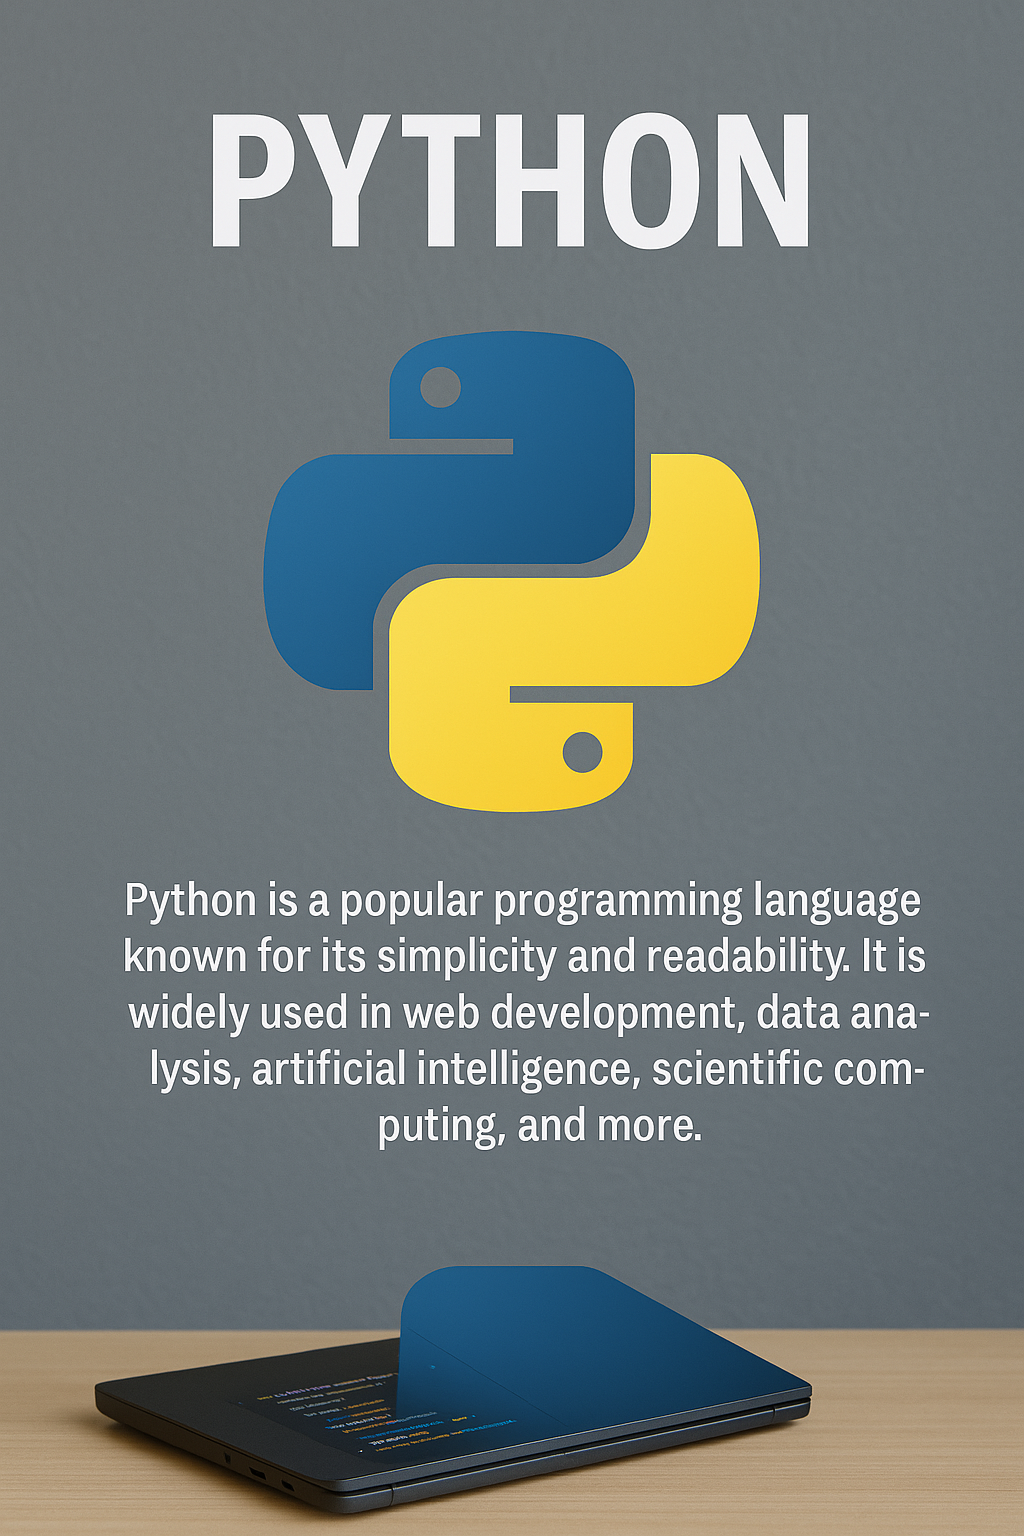 PYTHON
Python is a popular programming language
known for its simplicity and readability. It is
widely used in web development, data ana-
lysis, artificial intelligence, scientific com-
puting, and more.